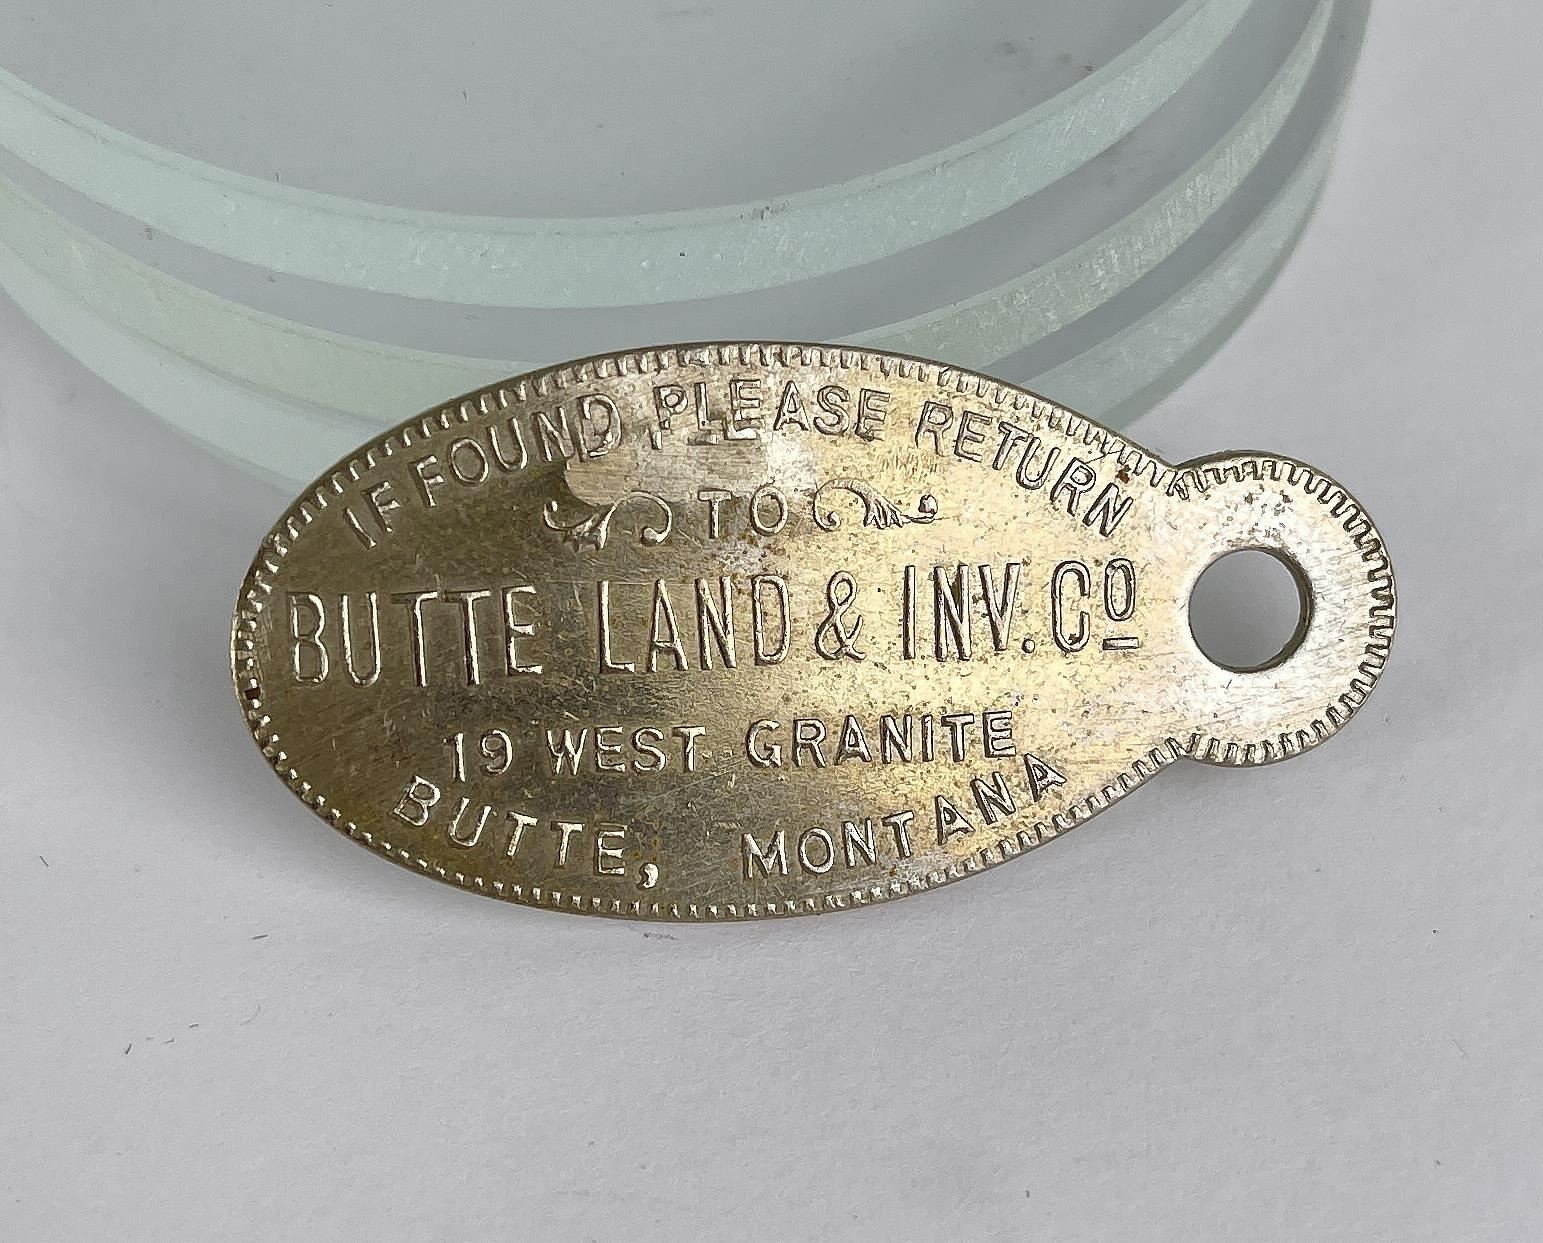 IF FOUND PLEASE RETURN
TO
BUTTE LAND & INV. Co
19 WEST GRANITE
BUTTE, MONTANA